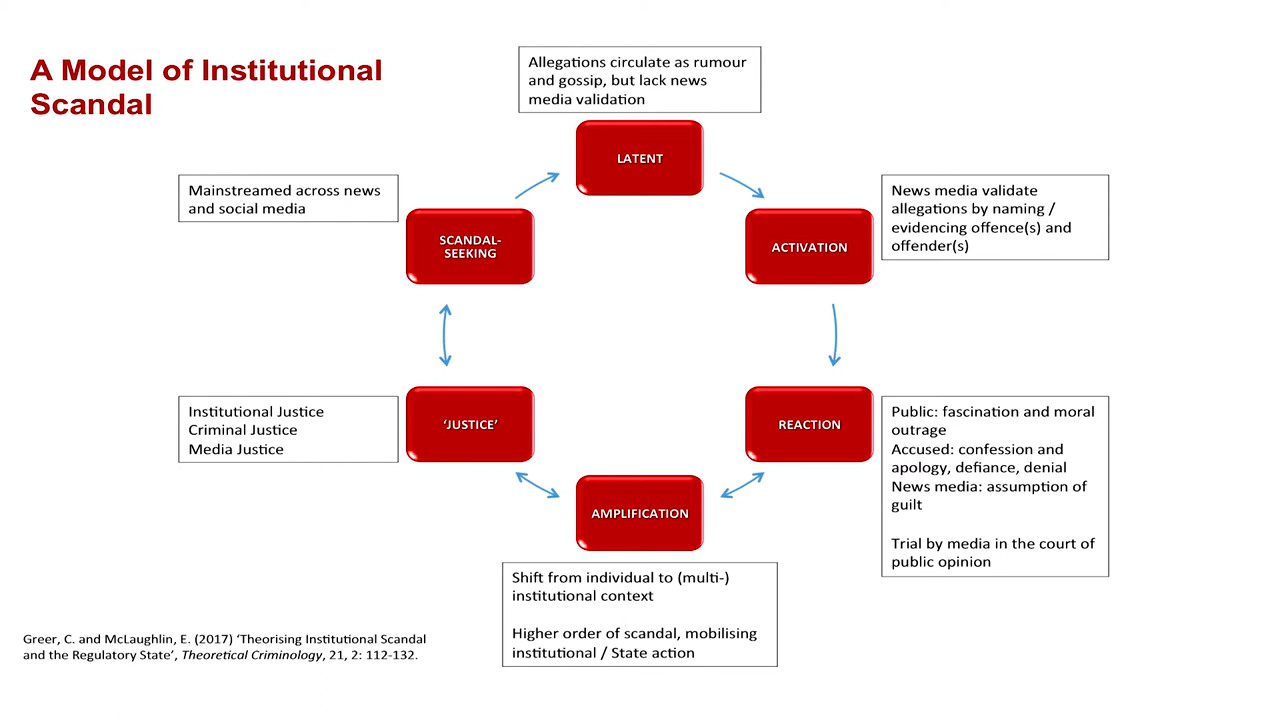 A Model of Institutional
Scandal
Allegations circulate as rumour
and gossip, but lack news
media validation
LATENT
News media validate
allegations by naming /
evidencing offence(s) and
offender(s)
ACTIVATION
Public: fascination and moral
outrage
Accused: confession and
apology, defiance, denial
News media: assumption of
guilt
Trial by media in the court of
public opinion
REACTION
AMPLIFICATION
Shift from individual to (multi-)
institutional context
Higher order of scandal, mobilising
institutional / State action
Institutional Justice
Criminal Justice
Media Justice
‘JUSTICE’
Mainstreamed across news
and social media
SCANDAL-
SEEKING
Greer, C. and McLaughlin, E. (2017) ‘Theorising Institutional Scandal
and the Regulatory State’, Theoretical Criminology, 21, 2: 112-132.